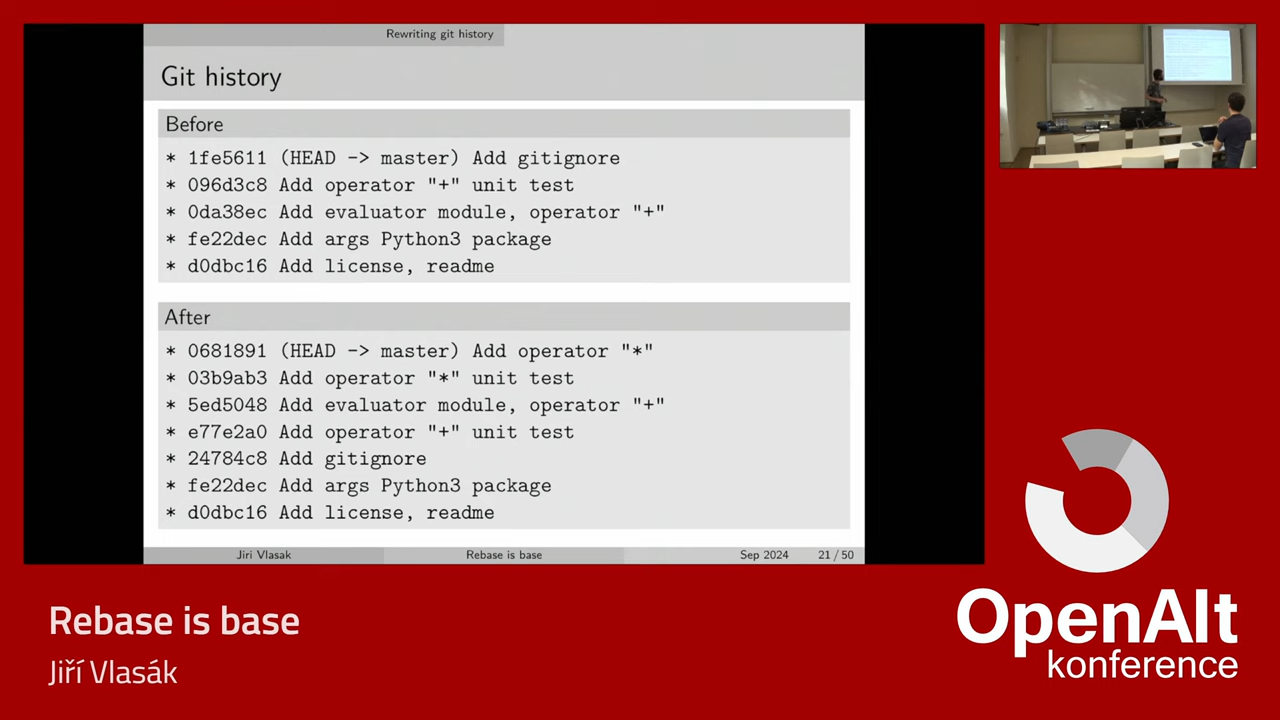 Rewriting git history
Git history
Before
* 1fe5611 (HEAD -> master) Add gitignore
* 096d3c8 Add operator "+" unit test
* 0da38ec Add evaluator module, operator "+"
* fe22dec Add args Python3 package
* d0dbc16 Add license, readme
After
* 0681891 (HEAD -> master) Add operator "*"
* 03b9ab3 Add operator "*" unit test
* 5ed5048 Add evaluator module, operator "+"
* e77e2a0 Add operator "+" unit test
* 24784c8 Add gitignore
* fe22dec Add args Python3 package
* d0dbc16 Add license, readme
Jiri Vlasak Rebase is base Sep 2024 21 / 50
Rebase is base
Jiří Vlasák
OpenAlt
konference